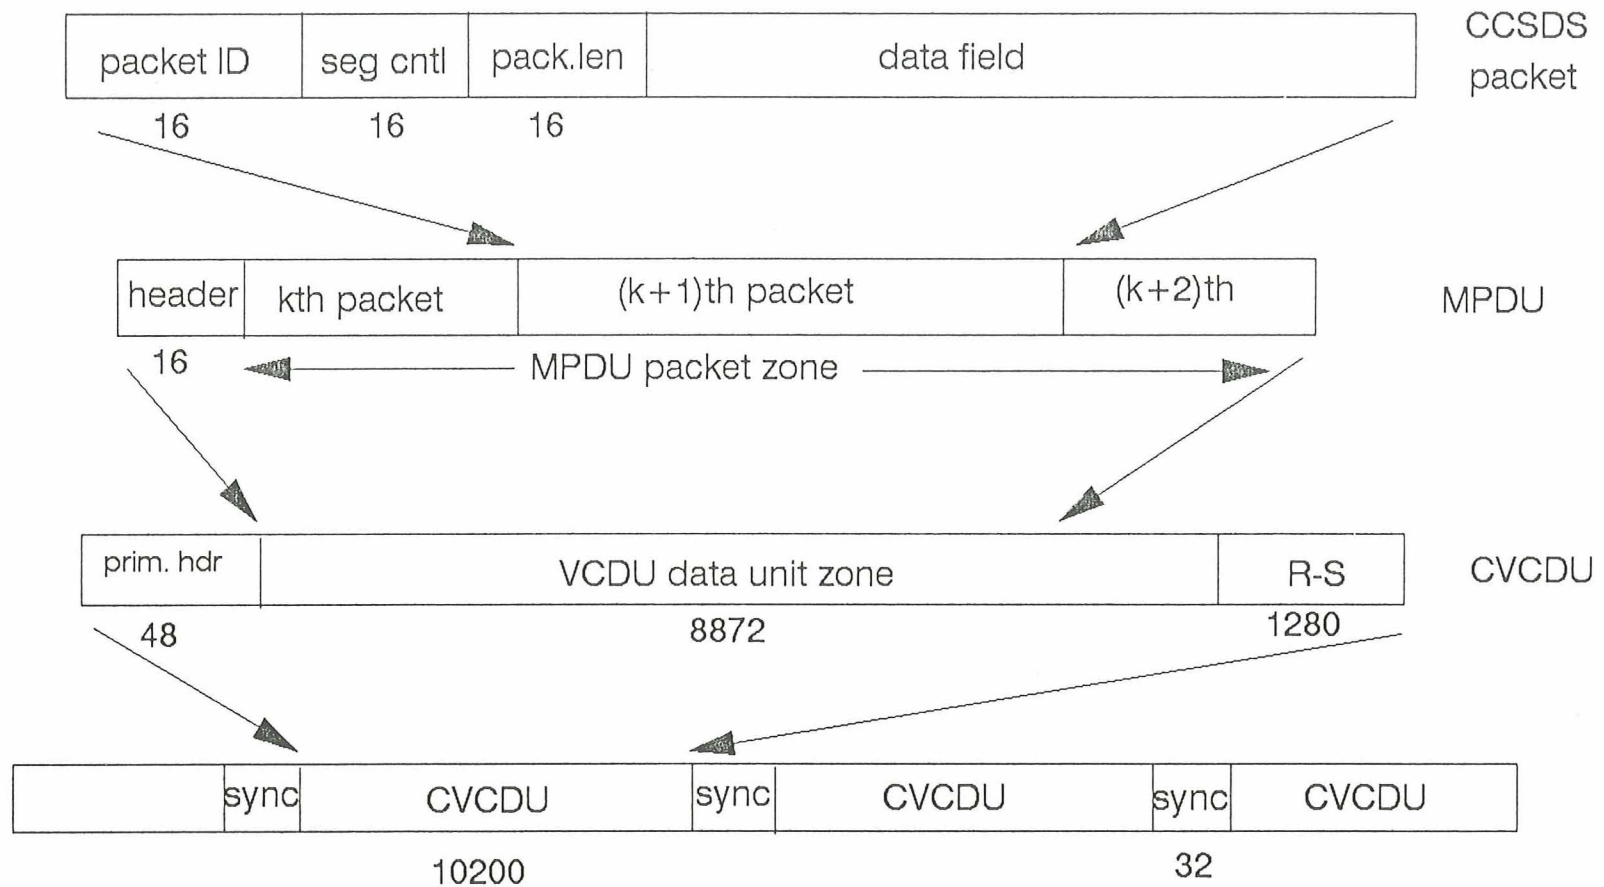 packet ID seg cntl pack.len data field CCSDS
packet
16 16 16
header kth packet (k+1)th packet (k+2)th MPDU
16 MPDU packet zone
prim. hdr VCDU data unit zone R-S CVCDU
48 8872 1280
sync CVCDU sync CVCDU sync CVCDU
10200 32